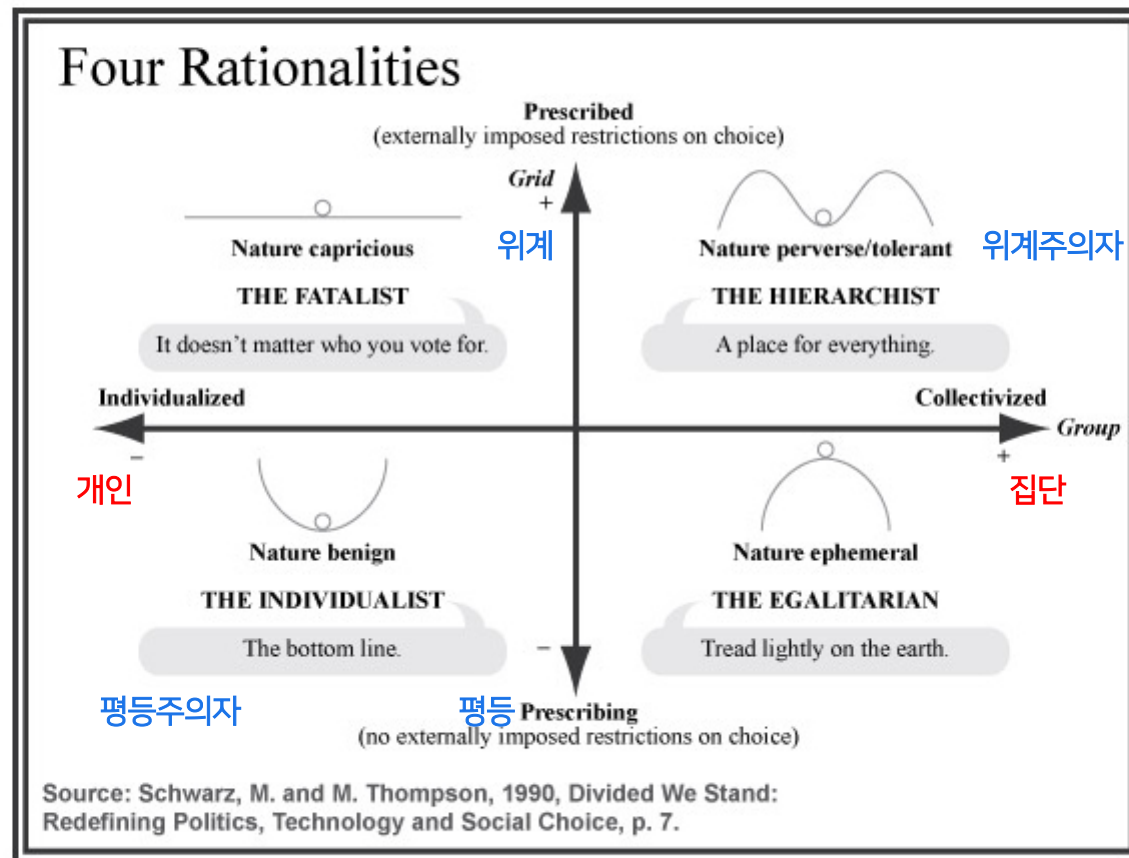 Four Rationalities
Prescribed
(externally imposed restrictions on choice)
Grid
+
위계
Nature capricious
THE FATALIST
It doesn't matter who you vote for.
Nature perverse/tolerant
위계주의자
THE HIERARCHIST
A place for everything.
Individualized
Collectivized
Group
−
+
개인
집단
Nature benign
THE INDIVIDUALIST
The bottom line.
Nature ephemeral
THE EGALITARIAN
Tread lightly on the earth.
−
평등주의자
평등 Prescribing
(no externally imposed restrictions on choice)
Source: Schwarz, M. and M. Thompson, 1990, Divided We Stand:
Redefining Politics, Technology and Social Choice, p. 7.